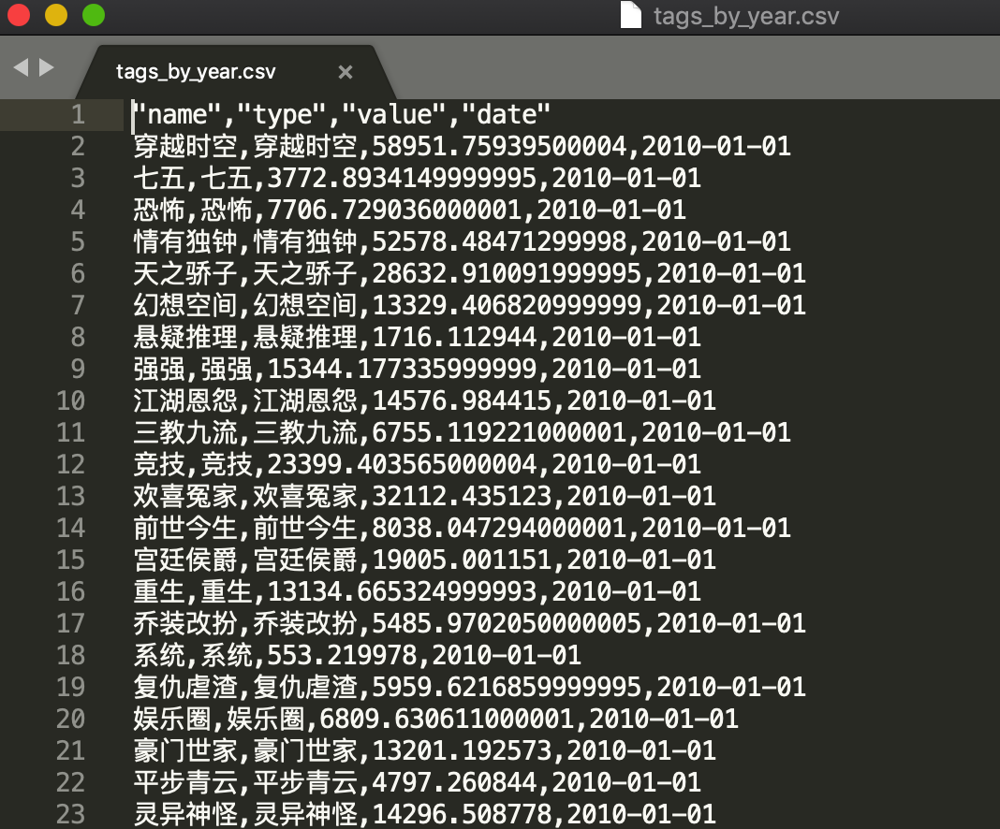 tags_by_year.csv
tags_by_year.csv ×
1 "name","type","value","date"
2 穿越时空,穿越时空,58951.75939500004,2010-01-01
3 七五,七五,3772.8934149999995,2010-01-01
4 恐怖,恐怖,7706.729036000001,2010-01-01
5 情有独钟,情有独钟,52578.48471299998,2010-01-01
6 天之骄子,天之骄子,28632.910091999995,2010-01-01
7 幻想空间,幻想空间,13329.406820999999,2010-01-01
8 悬疑推理,悬疑推理,1716.112944,2010-01-01
9 强强,强强,15344.177335999999,2010-01-01
10 江湖恩怨,江湖恩怨,14576.984415,2010-01-01
11 三教九流,三教九流,6755.119221000001,2010-01-01
12 竞技,竞技,23399.403565000004,2010-01-01
13 欢喜冤家,欢喜冤家,32112.435123,2010-01-01
14 前世今生,前世今生,8038.047294000001,2010-01-01
15 宫廷侯爵,宫廷侯爵,19005.001151,2010-01-01
16 重生,重生,13134.665324999993,2010-01-01
17 乔装改扮,乔装改扮,5485.9702050000005,2010-01-01
18 系统,系统,553.219978,2010-01-01
19 复仇虐渣,复仇虐渣,5959.6216859999995,2010-01-01
20 娱乐圈,娱乐圈,6809.630611000001,2010-01-01
21 豪门世家,豪门世家,13201.192573,2010-01-01
22 平步青云,平步青云,4797.260844,2010-01-01
23 灵异神怪,灵异神怪,14296.508778,2010-01-01